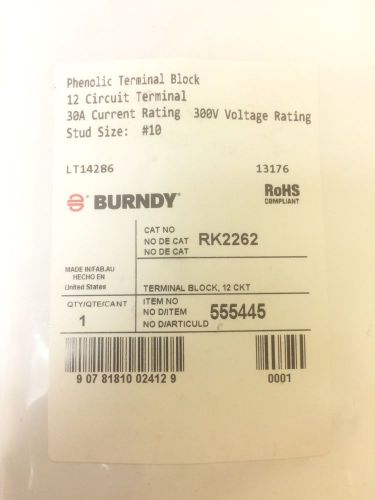 Phenolic Terminal Block
12 Circuit Terminal
30A Current Rating 300V Voltage Rating
Stud Size: #10
LT14286 13176
BURNDY® RoHS
COMPLIANT
CAT NO
NO DE CAT RK2262
NO DE CAT
MADE IN/FAB.AU
HECHO EN
United States
TERMINAL BLOCK, 12 CKT
QTY/QTE/CANT
1
ITEM NO
NO D/ITEM 555445
NO D/ARTICULD
9 07 81810 02412 9 0001